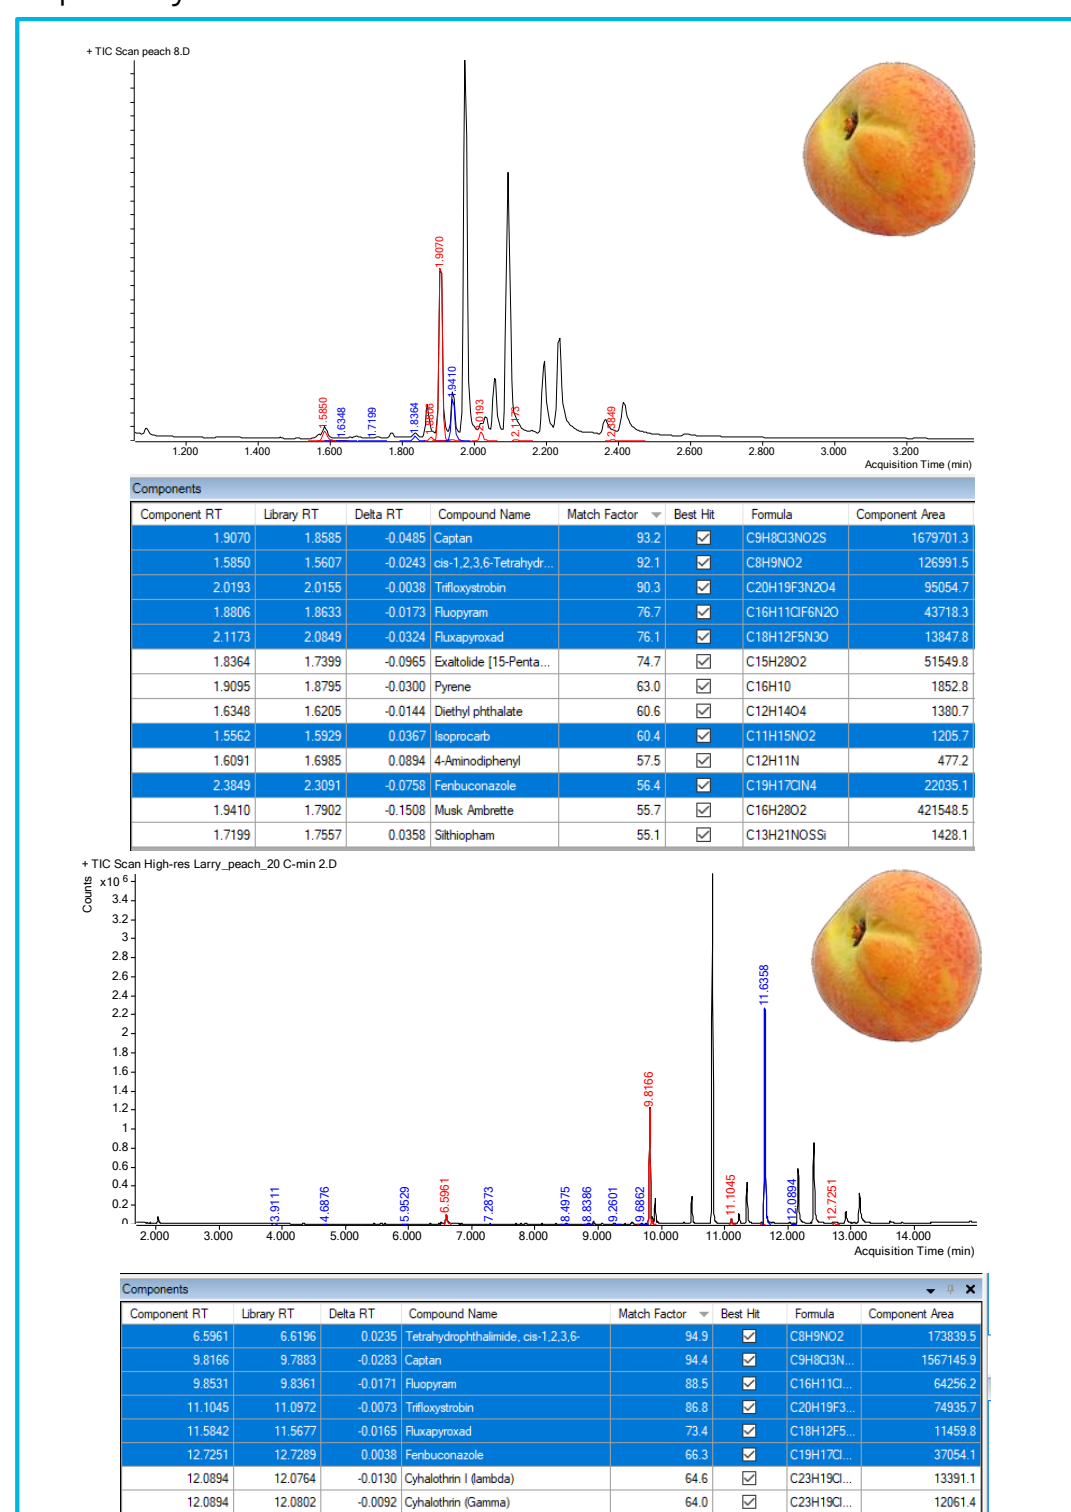 + TIC Scan peach 8.D
1.5850
1.6348
1.7199
1.8364
1.8806
1.9070
1.9410
2.0193
2.1173
2.3849
1.200 1.400 1.600 1.800 2.000 2.200 2.400 2.600 2.800 3.000 3.200
Acquisition Time (min)
Components
Component RT Library RT Delta RT Compound Name Match Factor Best Hit Formula Component Area
1.9070 1.8585 -0.0485 Captan 93.2 C9H8Cl3NO2S 1679701.3
1.5850 1.5607 -0.0243 cis-1,2,3,6-Tetrahydr... 92.1 C8H9NO2 126991.5
2.0193 2.0155 -0.0038 Trifloxystrobin 90.3 C20H19F3N2O4 95054.7
1.8806 1.8633 -0.0173 Fluopyram 76.7 C16H11ClF6N2O 43718.3
2.1173 2.0849 -0.0324 Fluxapyroxad 76.1 C18H12F5N3O 13847.8
1.8364 1.7399 -0.0965 Exaltolide [15-Penta... 74.7 C15H28O2 51549.8
1.9095 1.8795 -0.0300 Pyrene 63.0 C16H10 1852.8
1.6348 1.6205 -0.0144 Diethyl phthalate 60.6 C12H14O4 1380.7
1.5562 1.5929 0.0367 Isoprocarb 60.4 C11H15NO2 1205.7
1.6091 1.6985 0.0894 4-Aminodiphenyl 57.5 C12H11N 477.2
2.3849 2.3091 -0.0758 Fenbuconazole 56.4 C19H17ClN4 22035.1
1.9410 1.7902 -0.1508 Musk Ambrette 55.7 C16H28O2 421548.5
1.7199 1.7557 0.0358 Silthiopham 55.1 C13H21NOSSi 1428.1
+ TIC Scan High-res Larry_peach_20 C-min 2.D
Counts
x10 6
3.4
3.2
3
2.8
2.6
2.4
2.2
2
1.8
1.6
1.4
1.2
1
0.8
0.6
0.4
0.2
0
3.9111
4.6876
5.9529
6.5961
7.2873
8.4975
8.8386
9.2601
9.6862
9.8166
11.1045
11.6358
12.0894
12.7251
2.000 3.000 4.000 5.000 6.000 7.000 8.000 9.000 10.000 11.000 12.000 13.000 14.000
Acquisition Time (min)
Components
Component RT Library RT Delta RT Compound Name Match Factor Best Hit Formula Component Area
6.5961 6.6196 0.0235 Tetrahydrophthalimide, cis-1,2,3,6- 94.9 C8H9NO2 173839.5
9.8166 9.7883 -0.0283 Captan 94.4 C9H8Cl3N... 1567145.9
9.8531 9.8361 -0.0171 Fluopyram 88.5 C16H11Cl... 64256.2
11.1045 11.0972 -0.0073 Trifloxystrobin 86.8 C20H19F3... 74935.7
11.5842 11.5677 -0.0165 Fluxapyroxad 73.4 C18H12F5... 11459.8
12.7251 12.7289 0.0038 Fenbuconazole 66.3 C19H17Cl... 37054.1
12.0894 12.0764 -0.0130 Cyhalothrin I (lambda) 64.6 C23H19Cl... 13391.1
12.0894 12.0802 -0.0092 Cyhalothrin (Gamma) 64.0 C23H19Cl... 12061.4